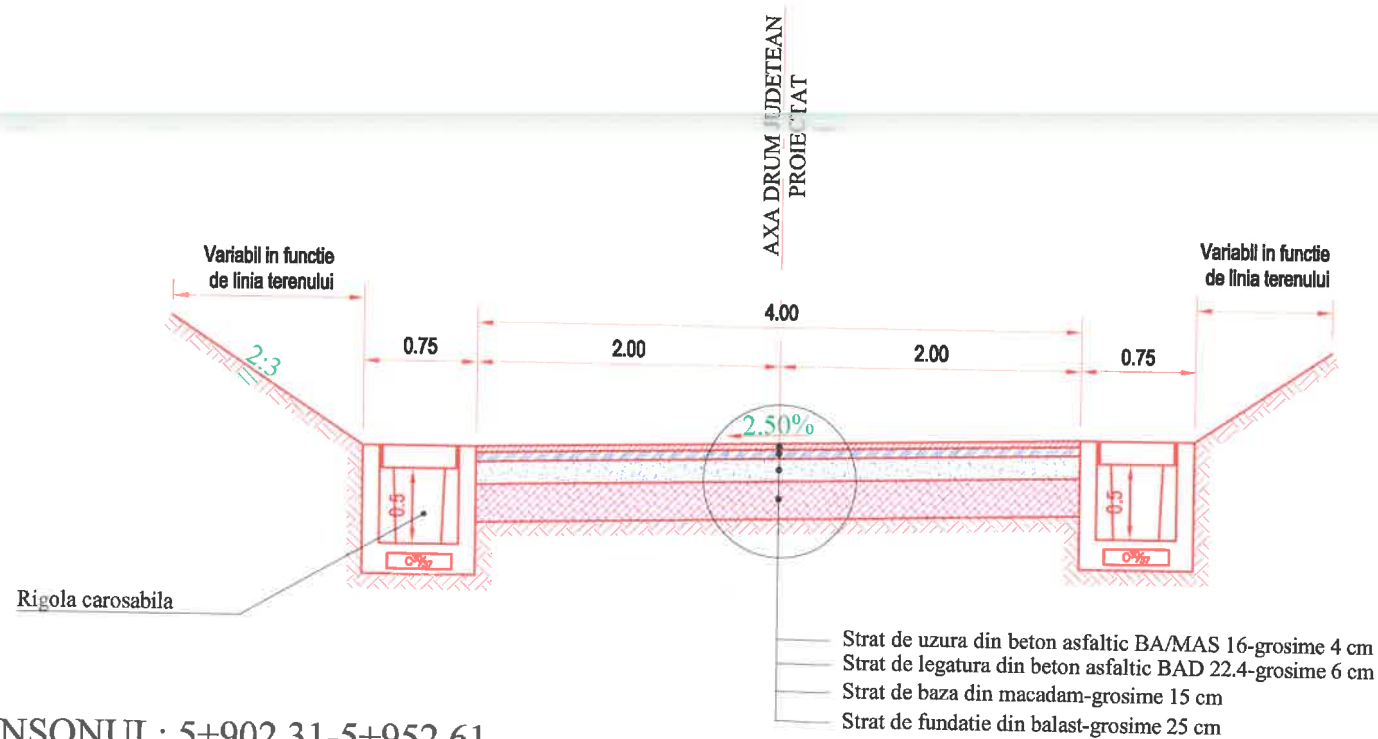 AXA DRUM JUDETEAN
PROIECTAT
Variabil in functie
de linia terenului
Variabil in functie
de linia terenului
4.00
0.75
2.00
2.00
0.75
2:3
2.50%
0.5
0.5
C30/37
C30/37
Rigola carosabila
Strat de uzura din beton asfaltic BA/MAS 16-grosime 4 cm
Strat de legatura din beton asfaltic BAD 22.4-grosime 6 cm
Strat de baza din macadam-grosime 15 cm
Strat de fundatie din balast-grosime 25 cm